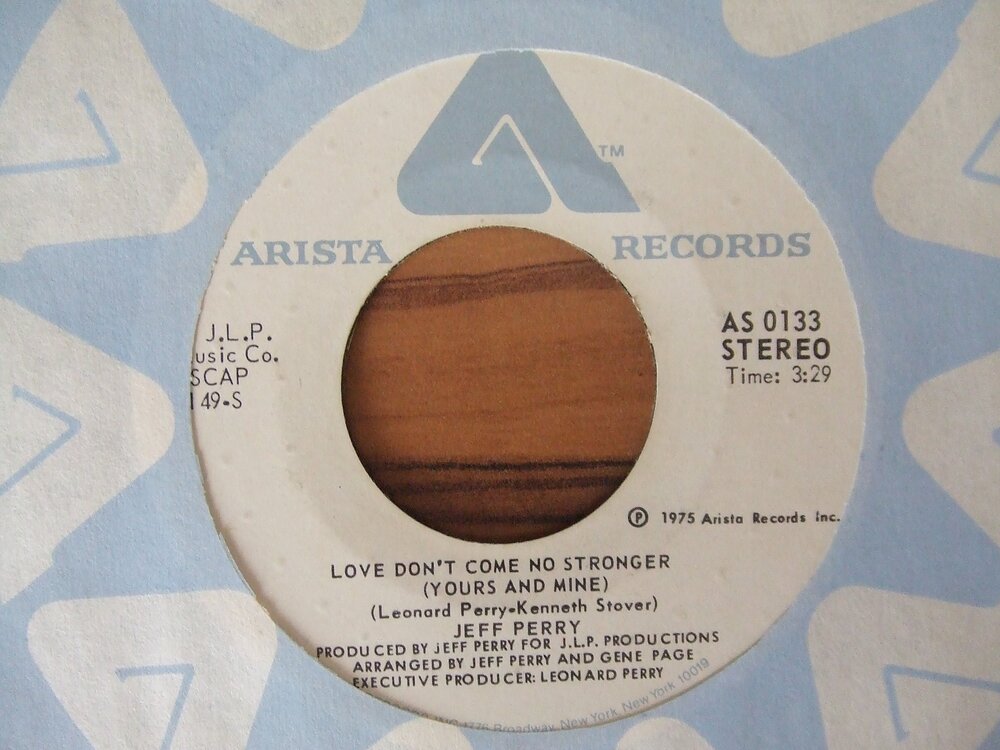 TM
ARISTA RECORDS
J.L.P.
usic Co.
SCAP
149-S
AS 0133
STEREO
Time: 3:29
℗ 1975 Arista Records Inc.
LOVE DON'T COME NO STRONGER
(YOURS AND MINE)
(Leonard Perry-Kenneth Stover)
JEFF PERRY
PRODUCED BY JEFF PERRY FOR J.L.P. PRODUCTIONS
ARRANGED BY JEFF PERRY AND GENE PAGE
EXECUTIVE PRODUCER: LEONARD PERRY
1776 Broadway, New York, New York 10019